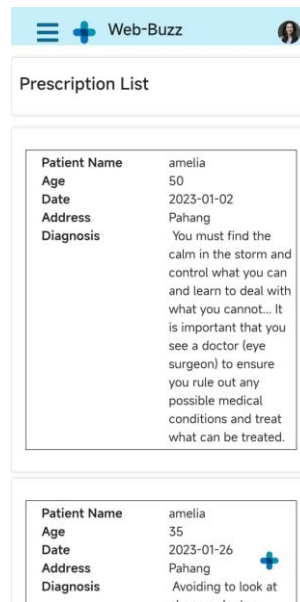 Web-Buzz
Prescription List
Patient Name amelia
Age 50
Date 2023-01-02
Address Pahang
Diagnosis You must find the
calm in the storm and
control what you can
and learn to deal with
what you cannot... It
is important that you
see a doctor (eye
surgeon) to ensure
you rule out any
possible medical
conditions and treat
what can be treated.
Patient Name amelia
Age 35
Date 2023-01-26
Address Pahang
Diagnosis Avoiding to look at